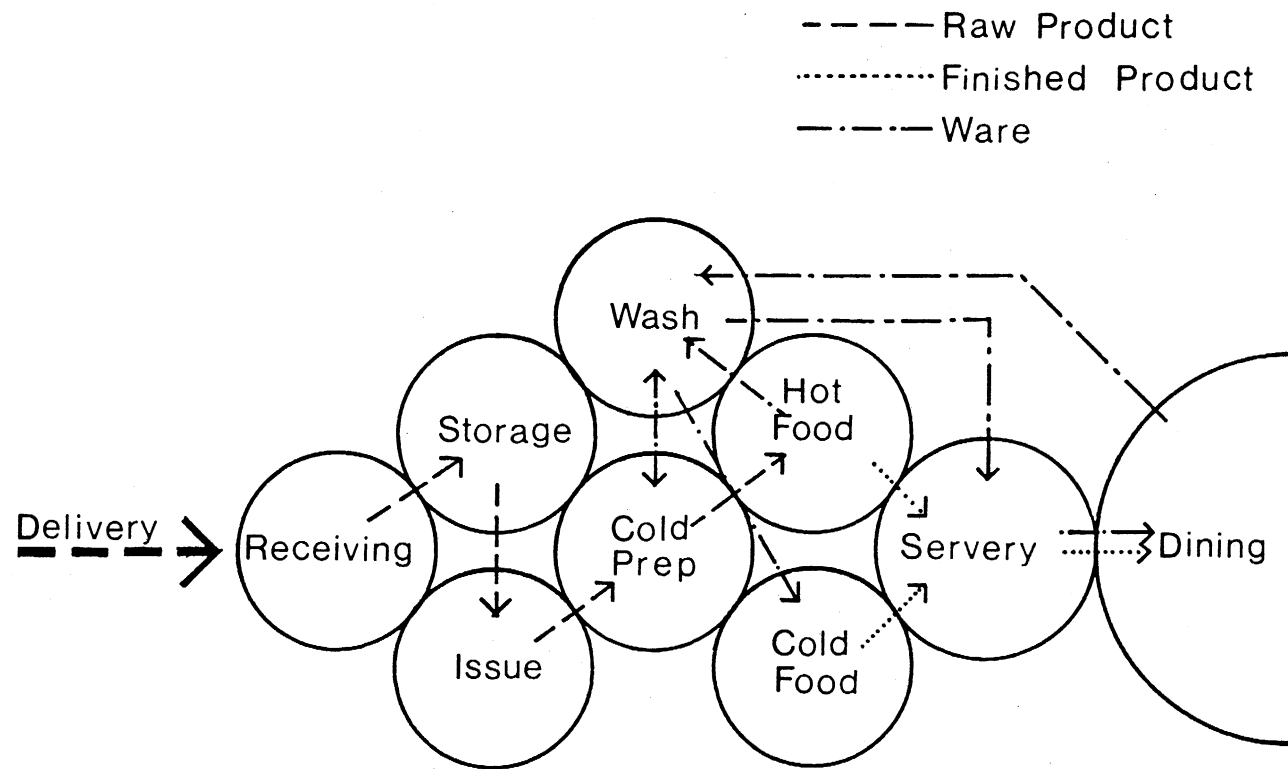 Raw Product
Finished Product
Ware
Wash
Hot
Food
Storage
Delivery
Receiving
Cold
Prep
Servery
Dining
Issue
Cold
Food